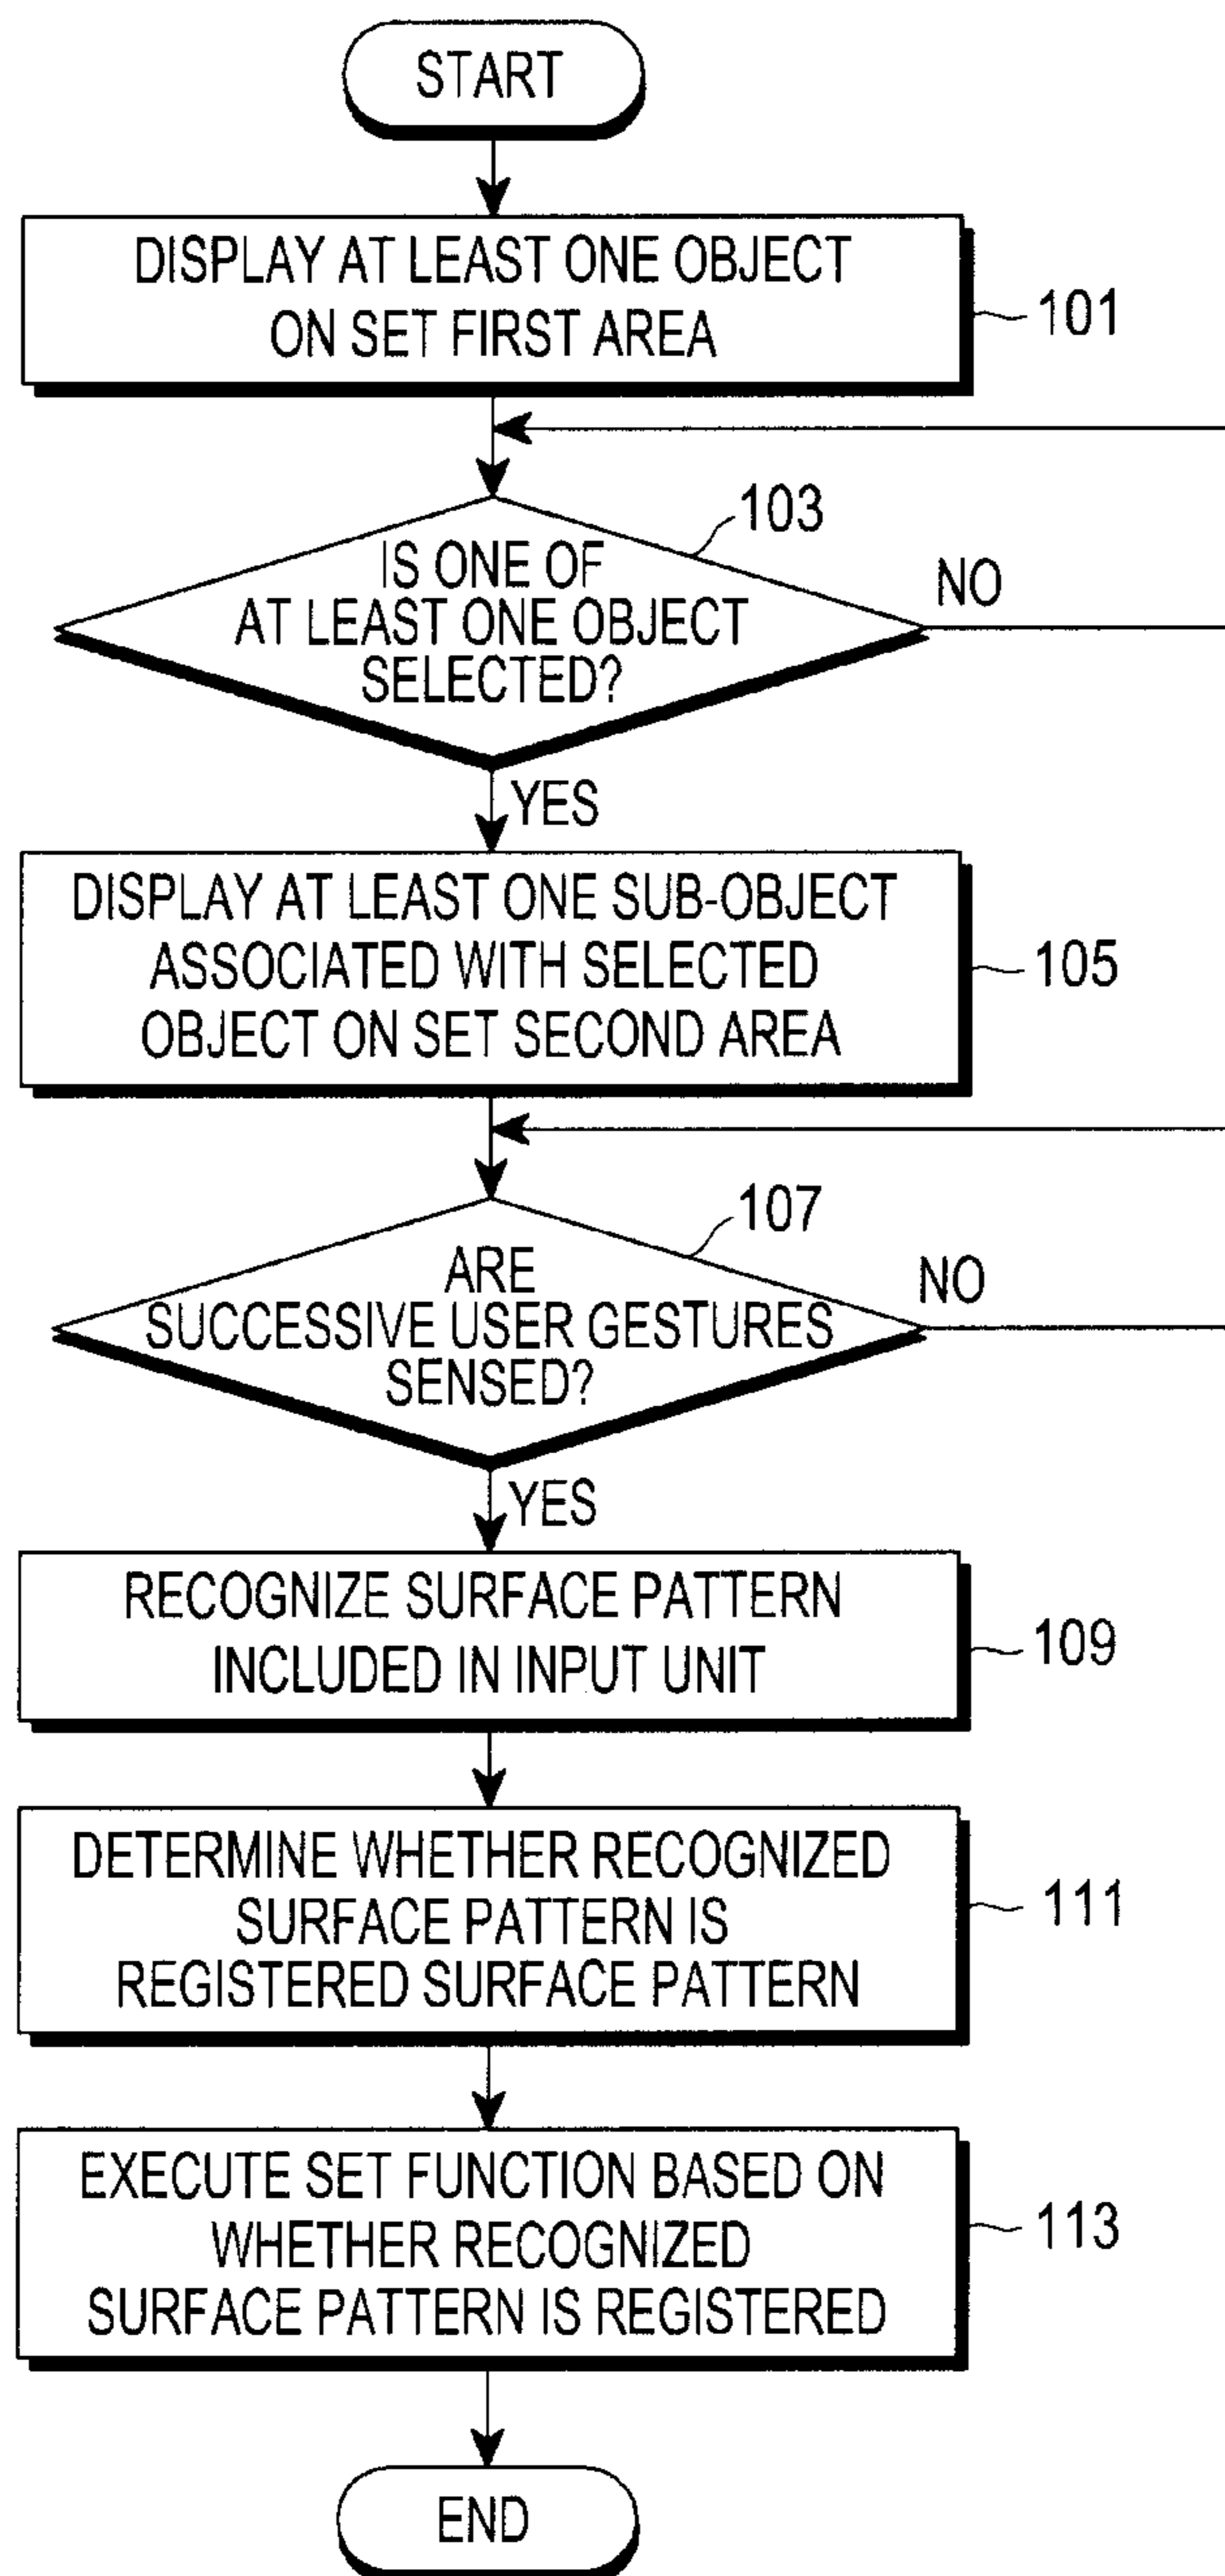 START
DISPLAY AT LEAST ONE OBJECT
ON SET FIRST AREA
101
103
IS ONE OF
AT LEAST ONE OBJECT
SELECTED?
NO
YES
DISPLAY AT LEAST ONE SUB-OBJECT
ASSOCIATED WITH SELECTED
OBJECT ON SET SECOND AREA
105
107
ARE
SUCCESSIVE USER GESTURES
SENSED?
NO
YES
RECOGNIZE SURFACE PATTERN
INCLUDED IN INPUT UNIT
109
DETERMINE WHETHER RECOGNIZED
SURFACE PATTERN IS
REGISTERED SURFACE PATTERN
111
EXECUTE SET FUNCTION BASED ON
WHETHER RECOGNIZED
SURFACE PATTERN IS REGISTERED
113
END